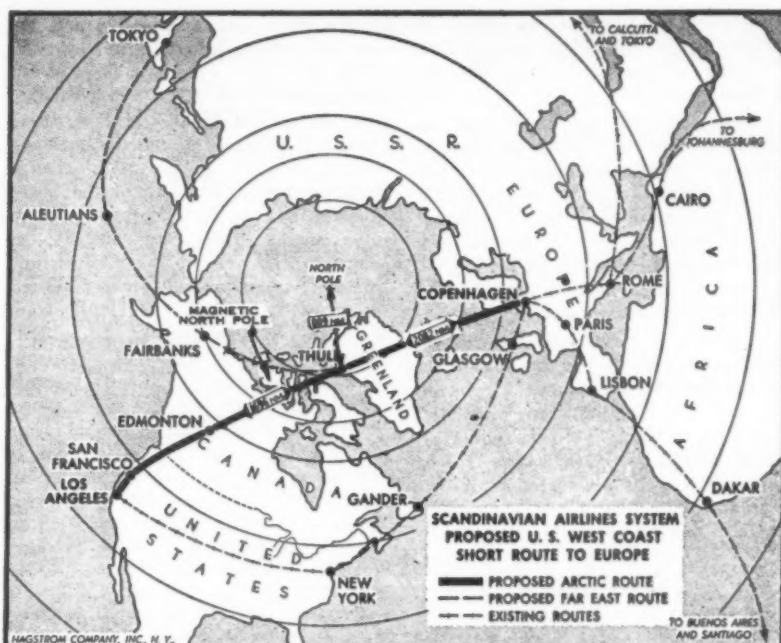 TOKYO
TO CALCUTTA
AND TOKYO
TO
JOHANNESBURG
U. S. S. R.
EUROPE
ALEUTIANS
CAIRO
NORTH
POLE
COPENHAGEN
ROME
MAGNETIC
NORTH POLE
PARIS
FAIRBANKS
THULE
GREENLAND
GLASGOW
LISBON
AFRICA
EDMONTON
SAN
FRANCISCO
LOS
ANGELES
CANADA
GANDER
DAKAR
UNITED
STATES
NEW
YORK
SCANDINAVIAN AIRLINES SYSTEM
PROPOSED U. S. WEST COAST
SHORT ROUTE TO EUROPE
PROPOSED ARCTIC ROUTE
PROPOSED FAR EAST ROUTE
EXISTING ROUTES
TO BUENOS AIRES
AND SANTIAGO
HAGSTROM COMPANY, INC., N. Y.